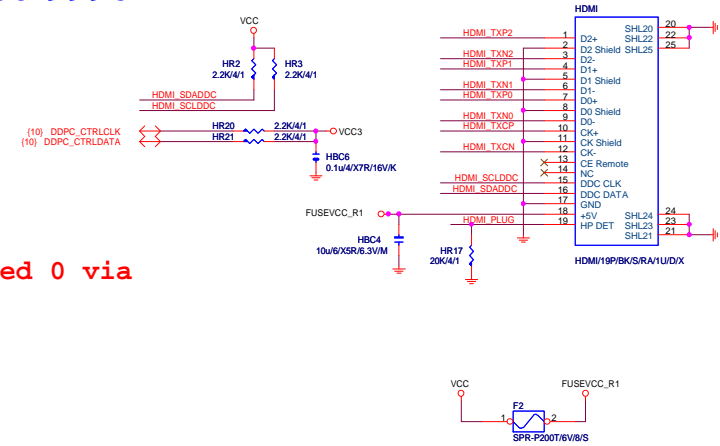 VCC
HR2
2.2K/4/1
HR3
2.2K/4/1
HDMI_SDADDC
HDMI_SCLDDC
{10} DDPC_CTRLCLK
{10} DDPC_CTRLDATA
HR20
2.2K/4/1
HR21
2.2K/4/1
VCC3
HBC6
0.1u/4/X7R/16V/K
FUSEVCC_R1
HBC4
10u/6/X5R/6.3V/M
HR17
20K/4/1
HDMI
HDMI_TXP2
HDMI_TXN2
HDMI_TXP1
HDMI_TXN1
HDMI_TXP0
HDMI_TXN0
HDMI_TXCP
HDMI_TXCN
HDMI_SCLDDC
HDMI_SDADDC
HDMI_PLUG
1 D2+
2 D2 Shield
3 D2-
4 D1+
5 D1 Shield
6 D1-
7 D0+
8 D0 Shield
9 D0-
10 CK+
11 CK Shield
12 CK-
13 CE Remote
14 NC
15 DDC CLK
16 DDC DATA
17 GND
18 +5V
19 HP DET
SHL20 20
SHL22 22
SHL25 25
SHL24 24
SHL23 23
SHL21 21
HDMI/19P/BK/S/RA/1U/D/X
ed 0 via
VCC
FUSEVCC_R1
F2
1 2
SPR-P200T/6V/8/S